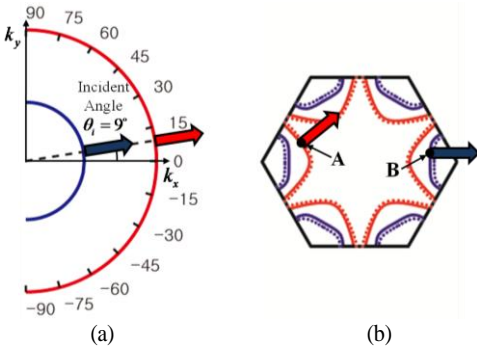 90
75
60
45
30
15
0
-15
-30
-45
-60
-75
-90
k_y
k_x
Incident
Angle
θ_i = 9°
(a)
A
B
(b)